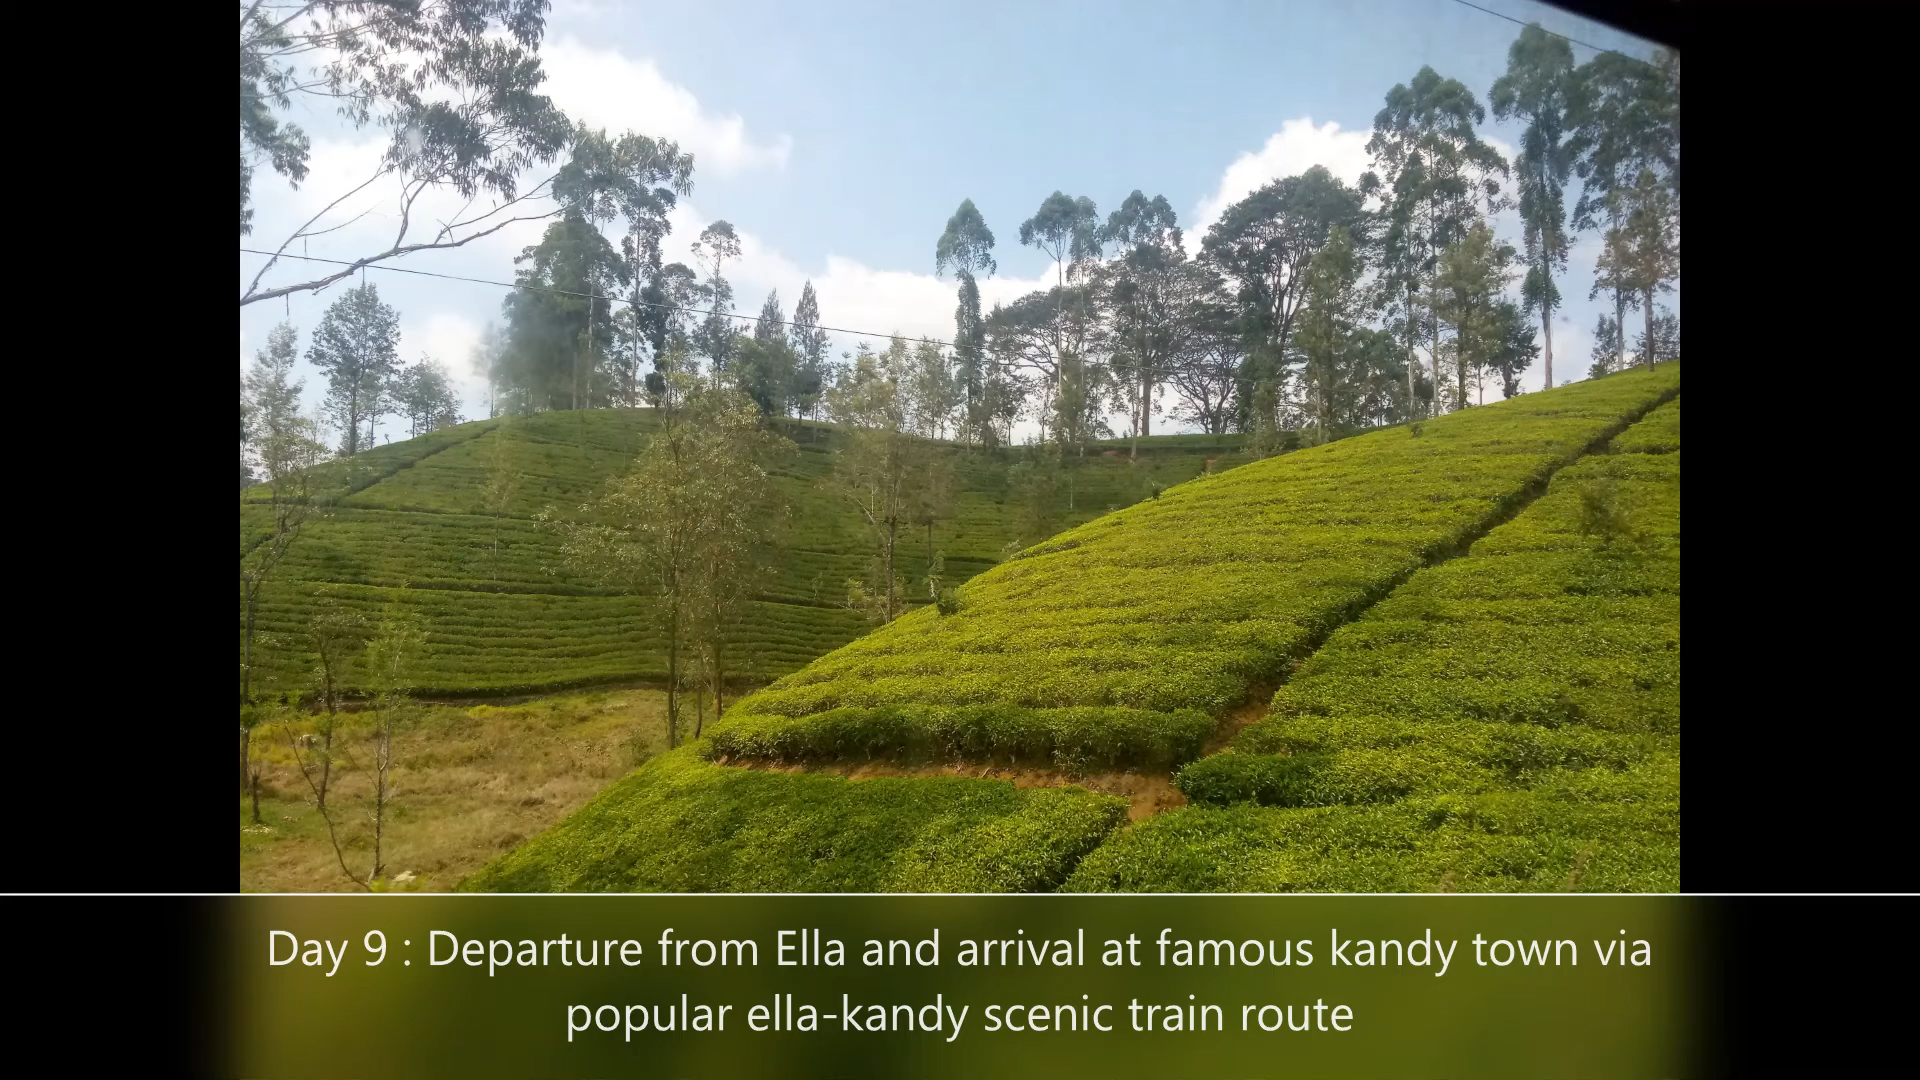 Day 9 : Departure from Ella and arrival at famous kandy town via
popular ella-kandy scenic train route